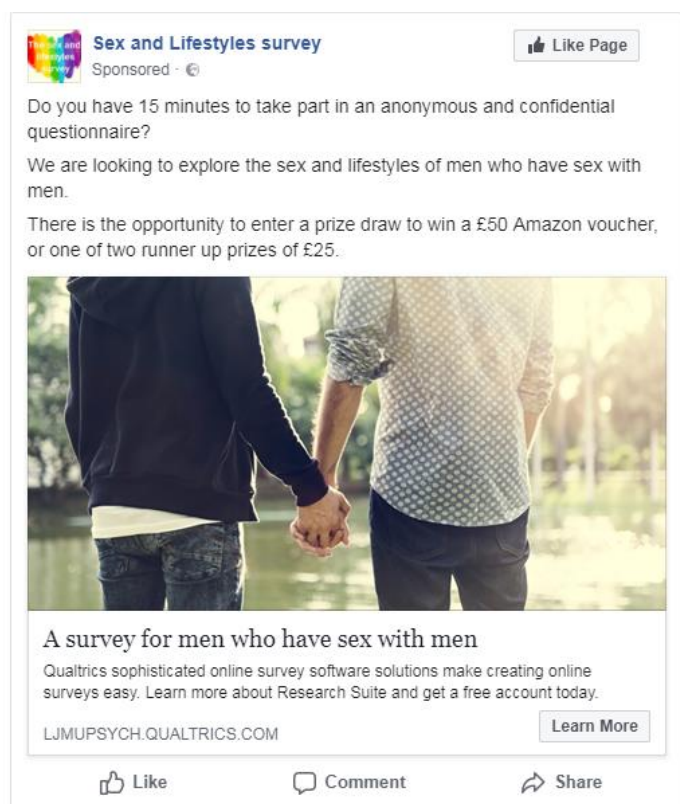 The sex and
lifestyles
survey
Sex and Lifestyles survey
Like Page
Sponsored ·
Do you have 15 minutes to take part in an anonymous and confidential
questionnaire?
We are looking to explore the sex and lifestyles of men who have sex with
men.
There is the opportunity to enter a prize draw to win a £50 Amazon voucher,
or one of two runner up prizes of £25.
A survey for men who have sex with men
Qualtrics sophisticated online survey software solutions make creating online
surveys easy. Learn more about Research Suite and get a free account today.
LJMUPSYCH.QUALTRICS.COM
Learn More
Like
Comment
Share